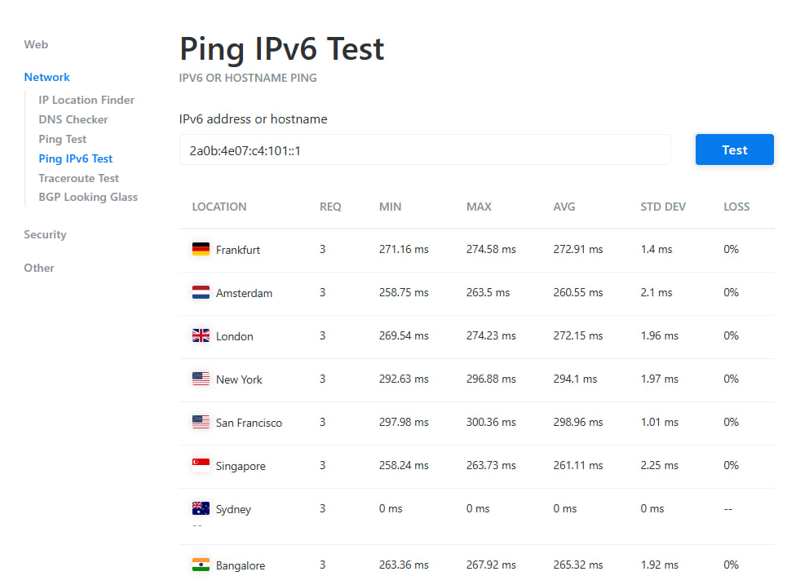 Web
Network
IP Location Finder
DNS Checker
Ping Test
Ping IPv6 Test
Traceroute Test
BGP Looking Glass
Security
Other
Ping IPv6 Test
IPV6 OR HOSTNAME PING
IPv6 address or hostname
2a0b:4e07:c4:101::1 Test
LOCATION REQ MIN MAX AVG STD DEV LOSS
Frankfurt 3 271.16 ms 274.58 ms 272.91 ms 1.4 ms 0%
Amsterdam 3 258.75 ms 263.5 ms 260.55 ms 2.1 ms 0%
London 3 269.54 ms 274.23 ms 272.15 ms 1.96 ms 0%
New York 3 292.63 ms 296.88 ms 294.1 ms 1.97 ms 0%
San Francisco 3 297.98 ms 300.36 ms 298.96 ms 1.01 ms 0%
Singapore 3 258.24 ms 263.73 ms 261.11 ms 2.25 ms 0%
Sydney 3 0 ms 0 ms 0 ms 0 ms --
--
Bangalore 3 263.36 ms 267.92 ms 265.32 ms 1.92 ms 0%